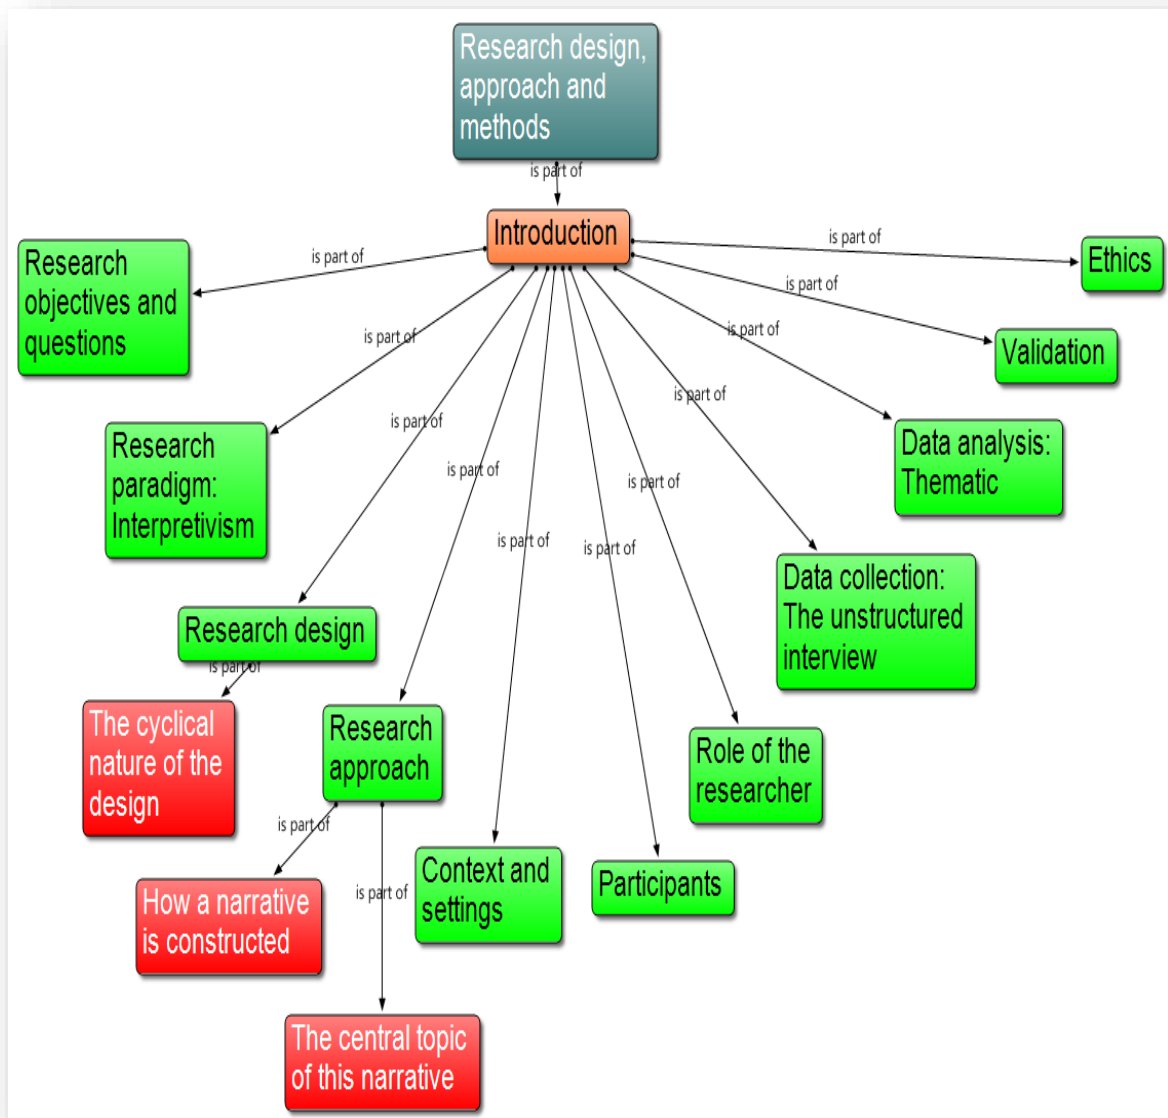 Research design,
approach and
methods
is part of
Introduction
is part of
Research
objectives and
questions
is part of
Ethics
is part of
Validation
is part of
Research
paradigm:
Interpretivism
is part of
Data analysis:
Thematic
is part of
Research design
is part of
The cyclical
nature of the
design
is part of
Research
approach
is part of
How a narrative
is constructed
is part of
The central topic
of this narrative
is part of
Context and
settings
is part of
Participants
is part of
Role of the
researcher
is part of
Data collection:
The unstructured
interview